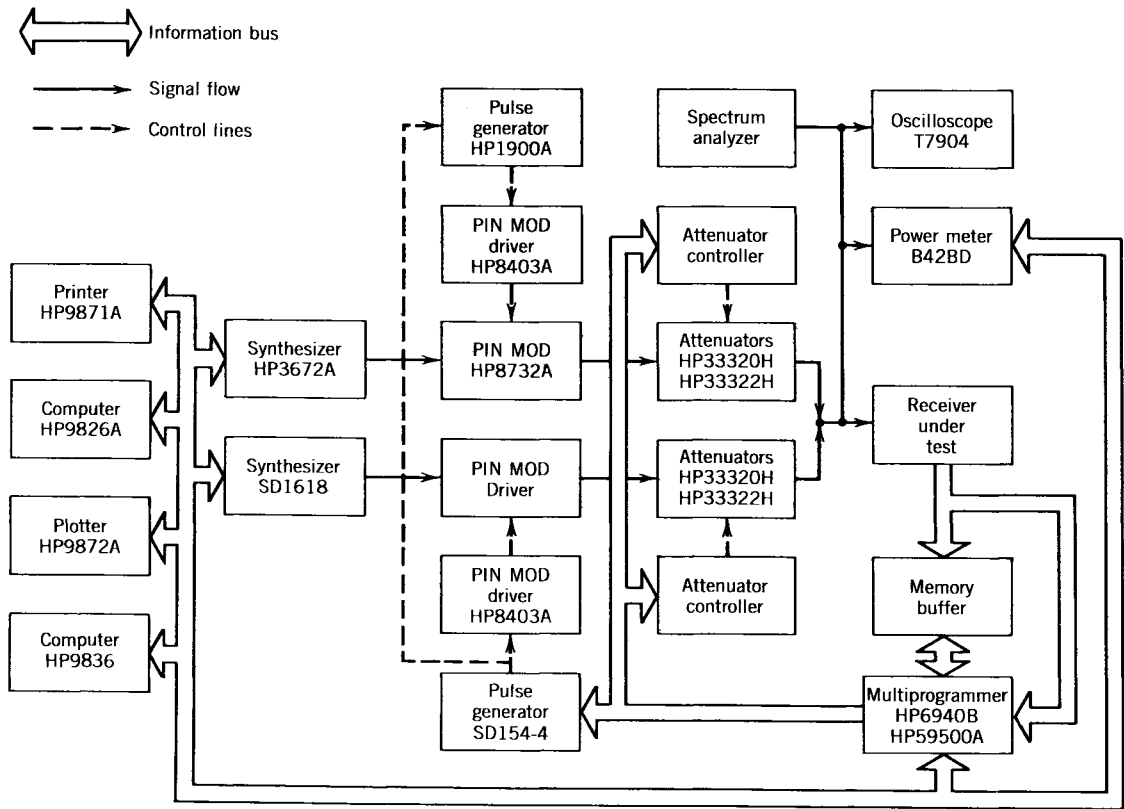 Information bus
Signal flow
Control lines
Pulse
generator
HP1900A
Spectrum
analyzer
Oscilloscope
T7904
PIN MOD
driver
HP8403A
Attenuator
controller
Power meter
B42BD
Printer
HP9871A
Synthesizer
HP3672A
PIN MOD
HP8732A
Attenuators
HP33320H
HP33322H
Computer
HP9826A
Receiver
under
test
Synthesizer
SD1618
PIN MOD
Driver
Attenuators
HP33320H
HP33322H
Plotter
HP9872A
PIN MOD
driver
HP8403A
Attenuator
controller
Memory
buffer
Computer
HP9836
Pulse
generator
SD154-4
Multiprogrammer
HP6940B
HP59500A